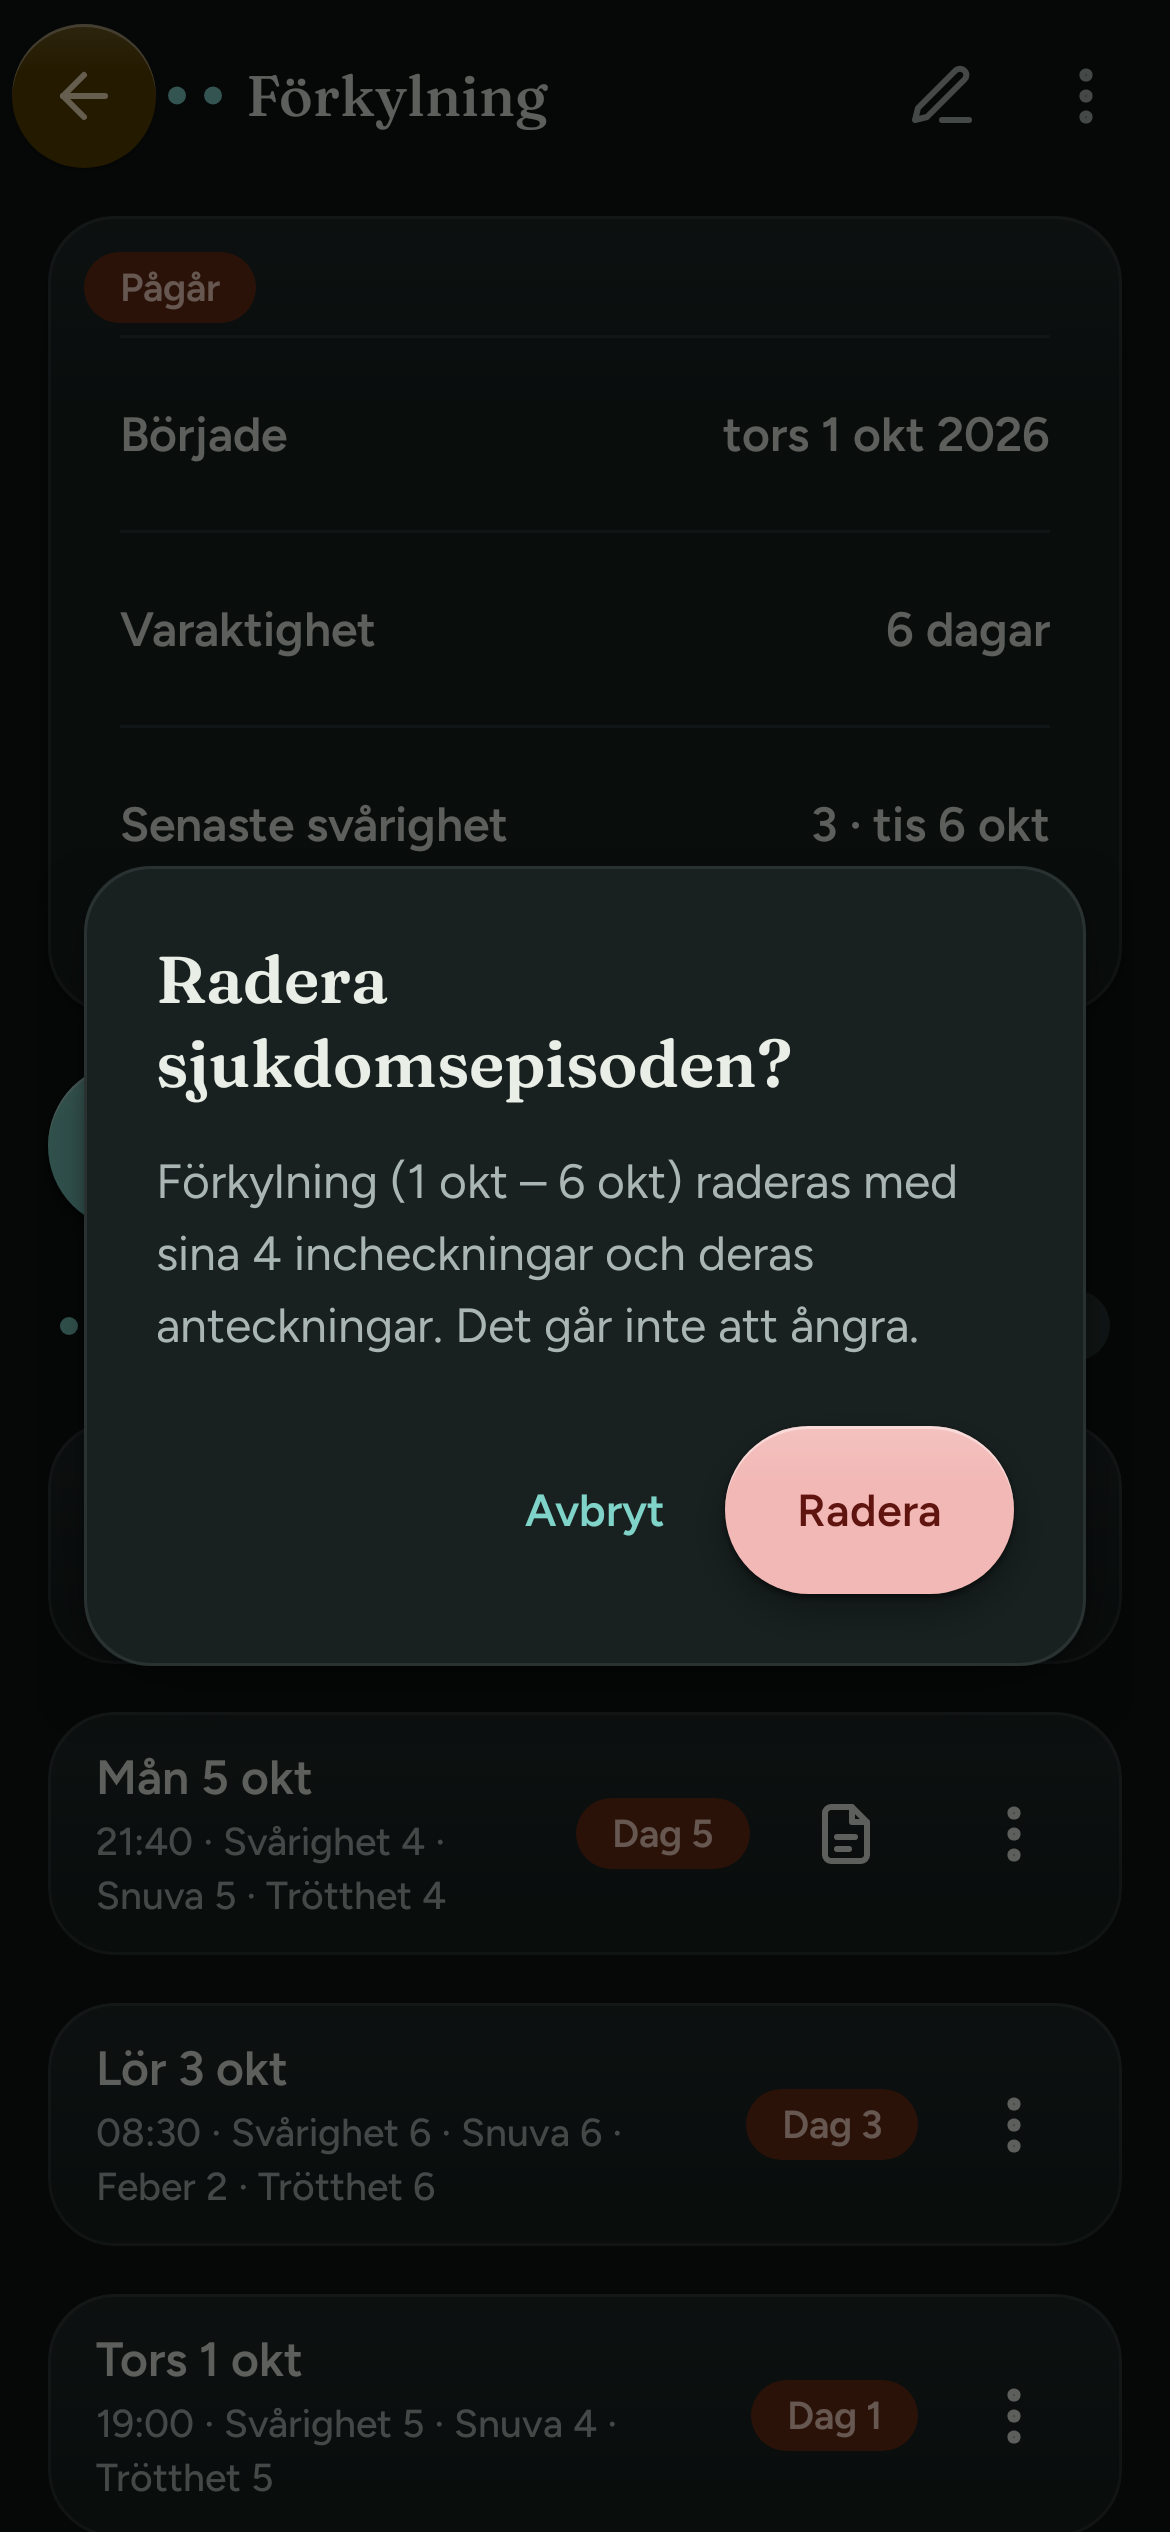 Förkylning
Pågår
Började
tors 1 okt 2026
Varaktighet
6 dagar
Senaste svårighet
3 · tis 6 okt
Radera
sjukdomsepisoden?
Förkylning (1 okt – 6 okt) raderas med
sina 4 incheckningar och deras
anteckningar. Det går inte att ångra.
Avbryt
Radera
Mån 5 okt
21:40 · Svårighet 4 ·
Snuva 5 · Trötthet 4
Dag 5
Lör 3 okt
08:30 · Svårighet 6 · Snuva 6 ·
Feber 2 · Trötthet 6
Dag 3
Tors 1 okt
19:00 · Svårighet 5 · Snuva 4 ·
Trötthet 5
Dag 1